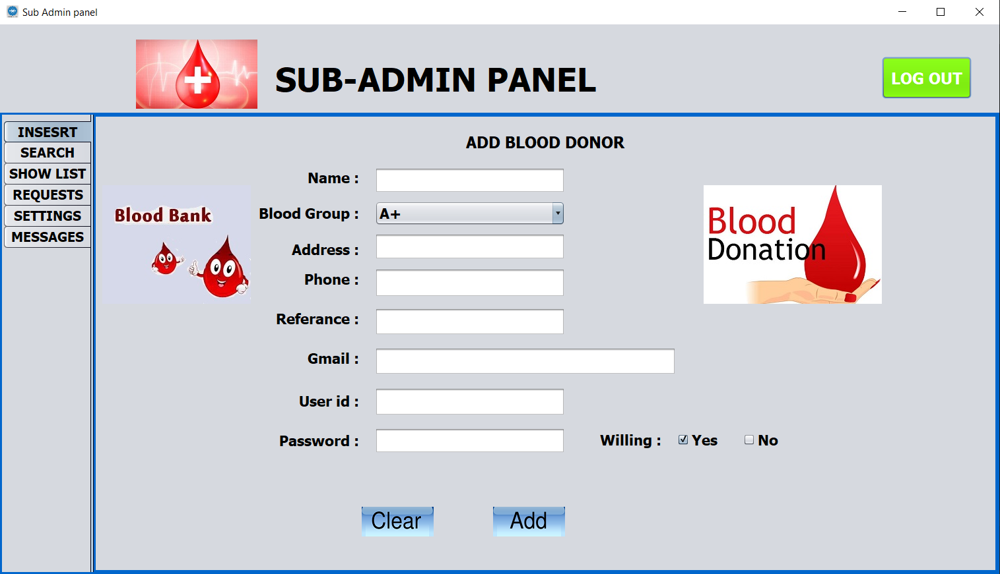 Sub Admin panel
SUB-ADMIN PANEL
LOG OUT
INSESRT
SEARCH
SHOW LIST
REQUESTS
SETTINGS
MESSAGES
ADD BLOOD DONOR
Blood Bank
Name :
Blood Group : A+
Address :
Phone :
Referance :
Gmail :
User id :
Password :
Willing : Yes No
Blood
Donation
Clear Add